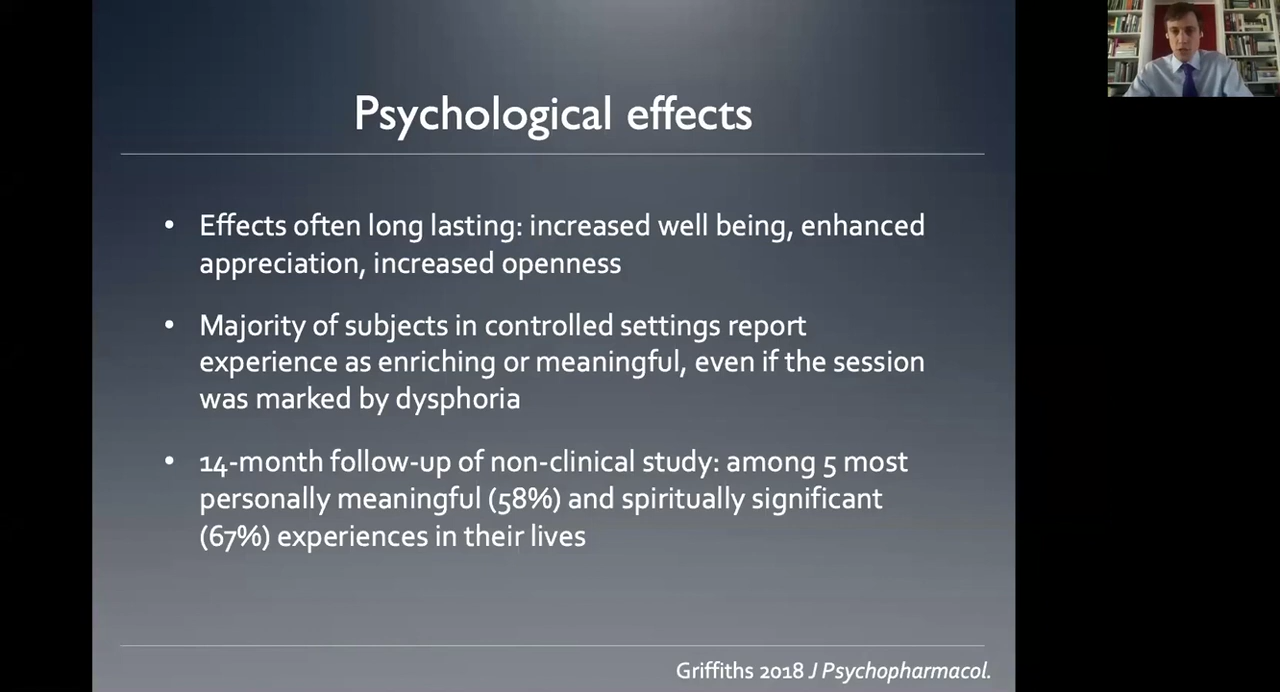 Psychological effects
• Effects often long lasting: increased well being, enhanced
appreciation, increased openness
• Majority of subjects in controlled settings report
experience as enriching or meaningful, even if the session
was marked by dysphoria
• 14-month follow-up of non-clinical study: among 5 most
personally meaningful (58%) and spiritually significant
(67%) experiences in their lives
Griffiths 2018 J Psychopharmacol.